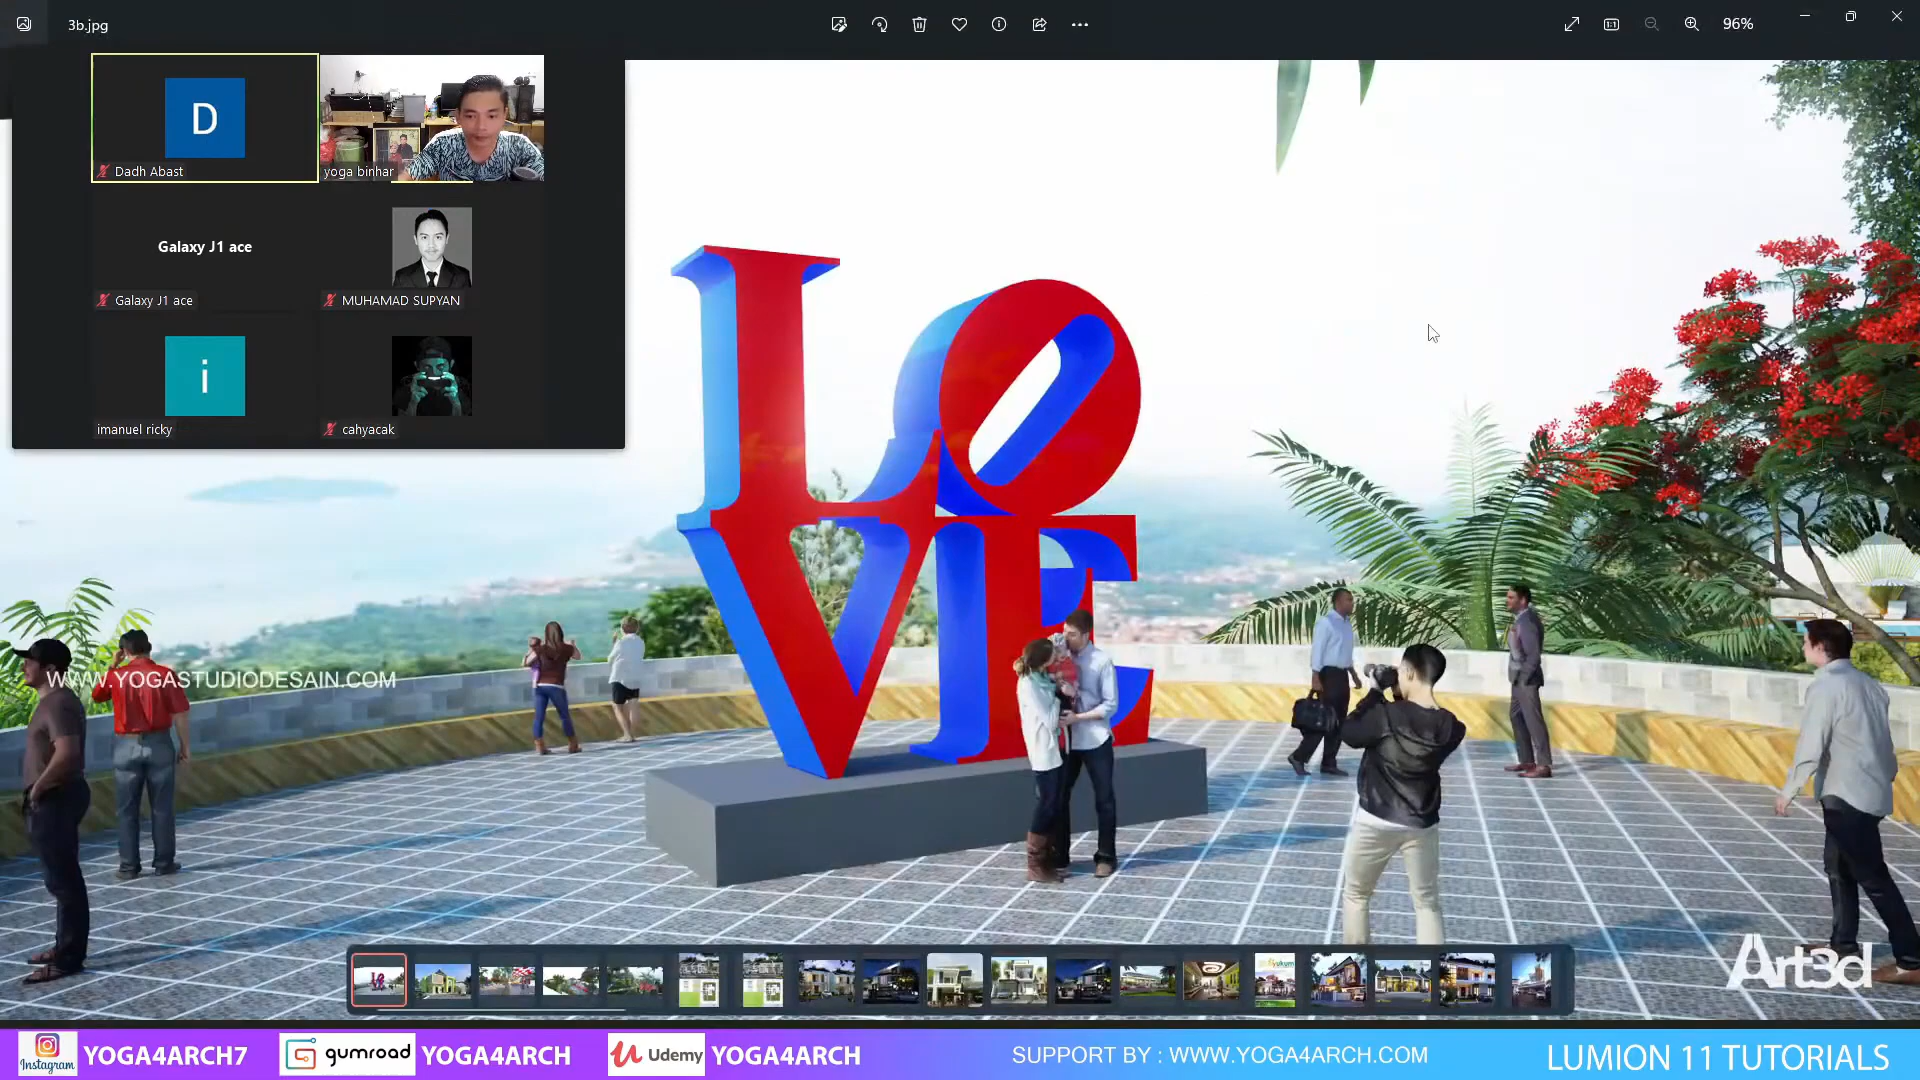 3b.jpg
96%
D
Dadh Abast
yoga binhar
Galaxy J1 ace
Galaxy J1 ace
MUHAMAD SUPYAN
i
imanuel ricky
cahyacak
LOVE
WWW.YOGASTUDIODESAIN.COM
Art3d
Instagram YOGA4ARCH7 gumroad YOGA4ARCH Udemy YOGA4ARCH SUPPORT BY : WWW.YOGA4ARCH.COM LUMION 11 TUTORIALS